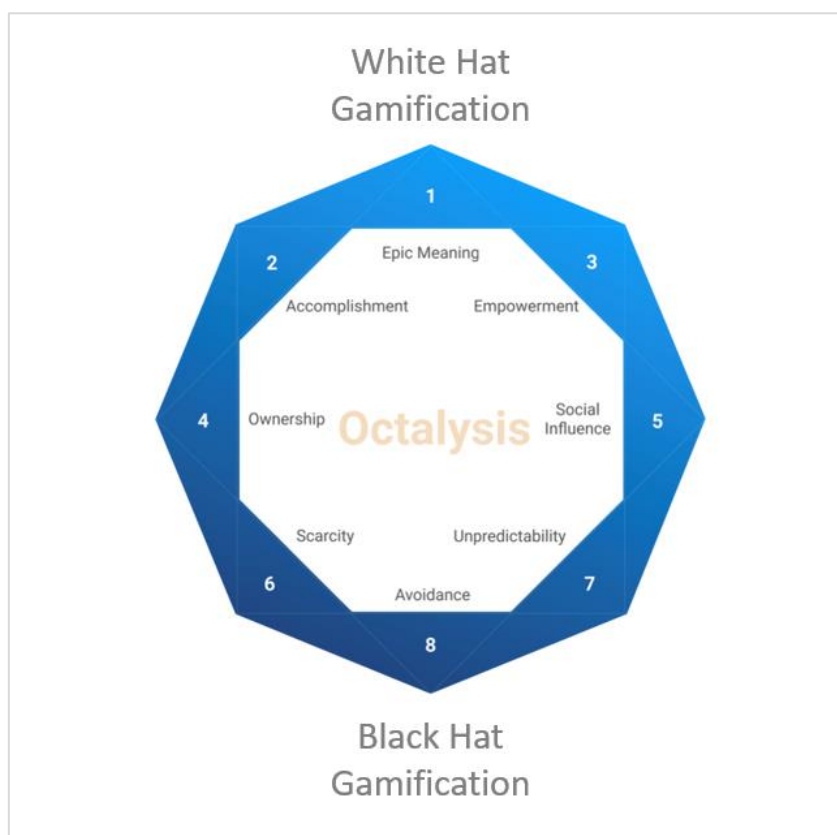 White Hat
Gamification
1
Epic Meaning
2
3
Accomplishment
Empowerment
4
Ownership
Octalysis
Social
Influence
5
Scarcity
Unpredictability
6
7
Avoidance
8
Black Hat
Gamification